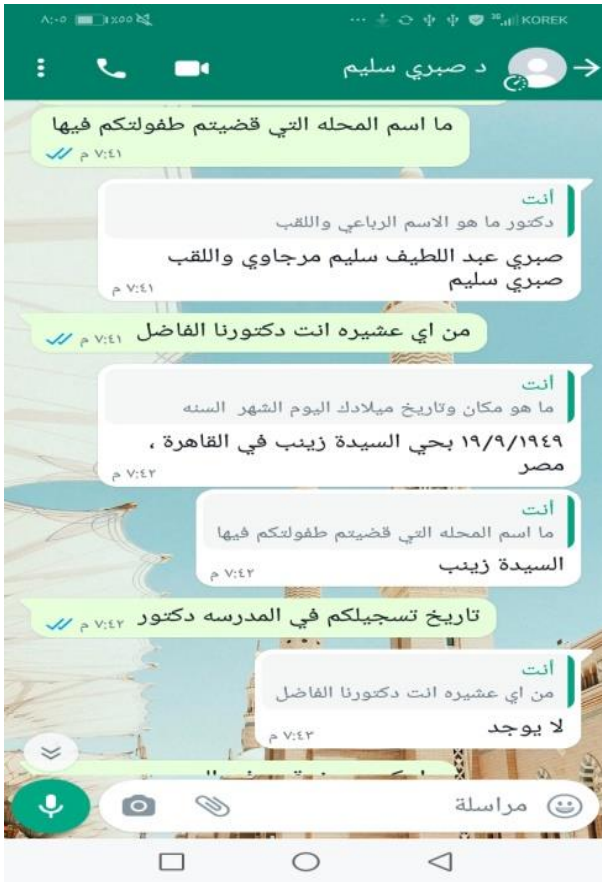 ٨:٠٥ ٪١٠٠ ... 3G KOREK
د صبري سليم
ما اسم المحله التي قضيتم طفولتكم فيها
٧:٤١ م
أنت
دكتور ما هو الاسم الرباعي واللقب
صبري عبد اللطيف سليم مرجاوي واللقب
صبري سليم
٧:٤١ م
من اي عشيره انت دكتورنا الفاضل
٧:٤١ م
أنت
ما هو مكان وتاريخ ميلادك اليوم الشهر السنه
١٩/٩/١٩٤٩ بحي السيدة زينب في القاهرة ،
مصر
٧:٤٢ م
أنت
ما اسم المحله التي قضيتم طفولتكم فيها
السيدة زينب
٧:٤٢ م
تاريخ تسجيلكم في المدرسه دكتور
٧:٤٢ م
أنت
من اي عشيره انت دكتورنا الفاضل
لا يوجد
٧:٤٣ م
مراسلة